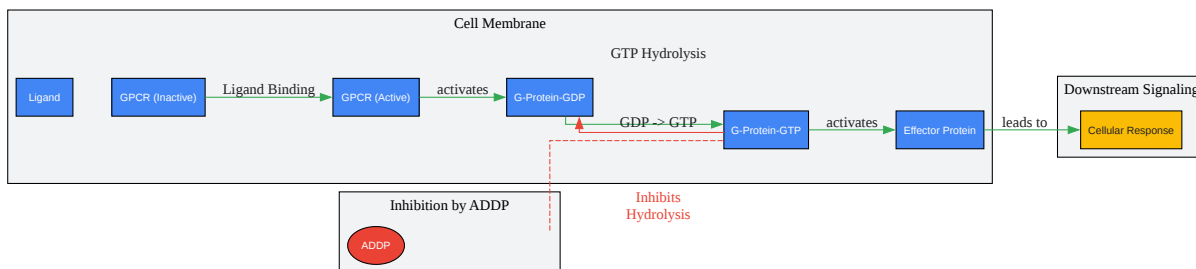 Cell Membrane
GTP Hydrolysis
Ligand
GPCR (Inactive)
Ligand Binding
GPCR (Active)
activates
G-Protein-GDP
GDP -> GTP
G-Protein-GTP
activates
Effector Protein
leads to
Downstream Signaling
Cellular Response
Inhibits
Hydrolysis
Inhibition by ADDP
ADDP